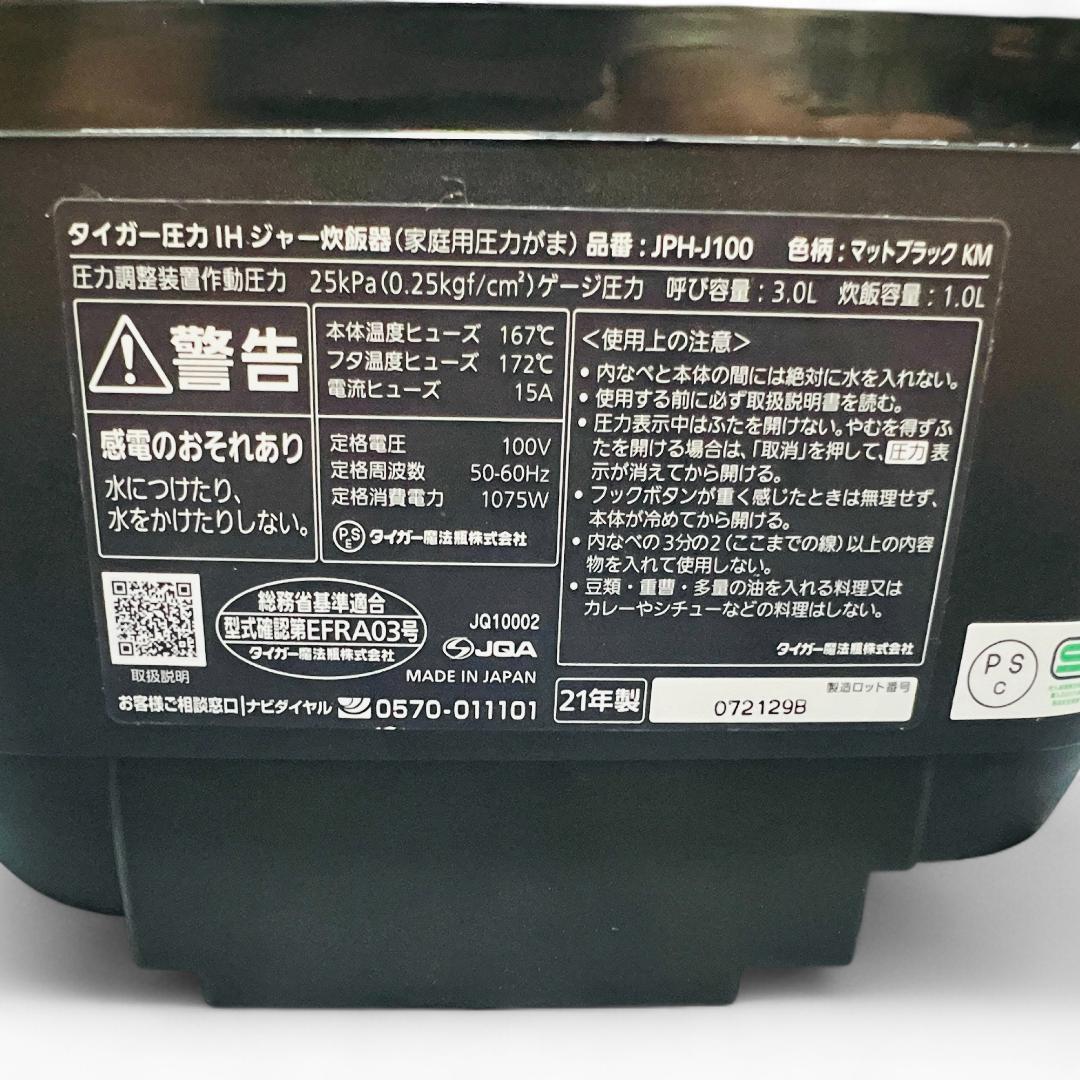 タイガー圧力IHジャー炊飯器(家庭用圧力がま) 品番:JPH-J100 色柄:マットブラックKM
圧力調整装置作動圧力 25kPa(0.25kgf/cm²)ゲージ圧力 呼び容量:3.0L 炊飯容量:1.0L
警告
感電のおそれあり
水につけたり、
水をかけたりしない。
本体温度ヒューズ 167℃
フタ温度ヒューズ 172℃
電流ヒューズ 15A
定格電圧 100V
定格周波数 50-60Hz
定格消費電力 1075W
PSE タイガー魔法瓶株式会社
<使用上の注意>
•内なべと本体の間には絶対に水を入れない。
•使用する前に必ず取扱説明書を読む。
•圧力表示中はふたを開けない。やむを得ずふ
たを開ける場合は、「取消」を押して、圧力表
示が消えてから開ける。
•フックボタンが重く感じたときは無理せず、
本体が冷めてから開ける。
•内なべの3分の2(ここまでの線)以上の内容
物を入れて使用しない。
•豆類・重曹・多量の油を入れる料理又は
カレーやシチューなどの料理はしない。
タイガー魔法瓶株式会社
取扱説明
総務省基準適合
型式確認第EFRA03号
タイガー魔法瓶株式会社
JQ10002
JQA
MADE IN JAPAN
お客様ご相談窓口|ナビダイヤル 0570-011101
21年製
製造ロット番号
072129B
PS
C
S